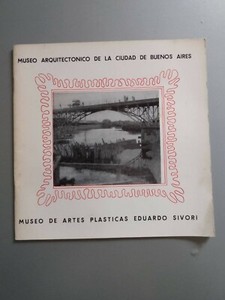 MUSEO ARQUITECTONICO DE LA CIUDAD DE BUENOS AIRES
MUSEO DE ARTES PLASTICAS EDUARDO SIVORI